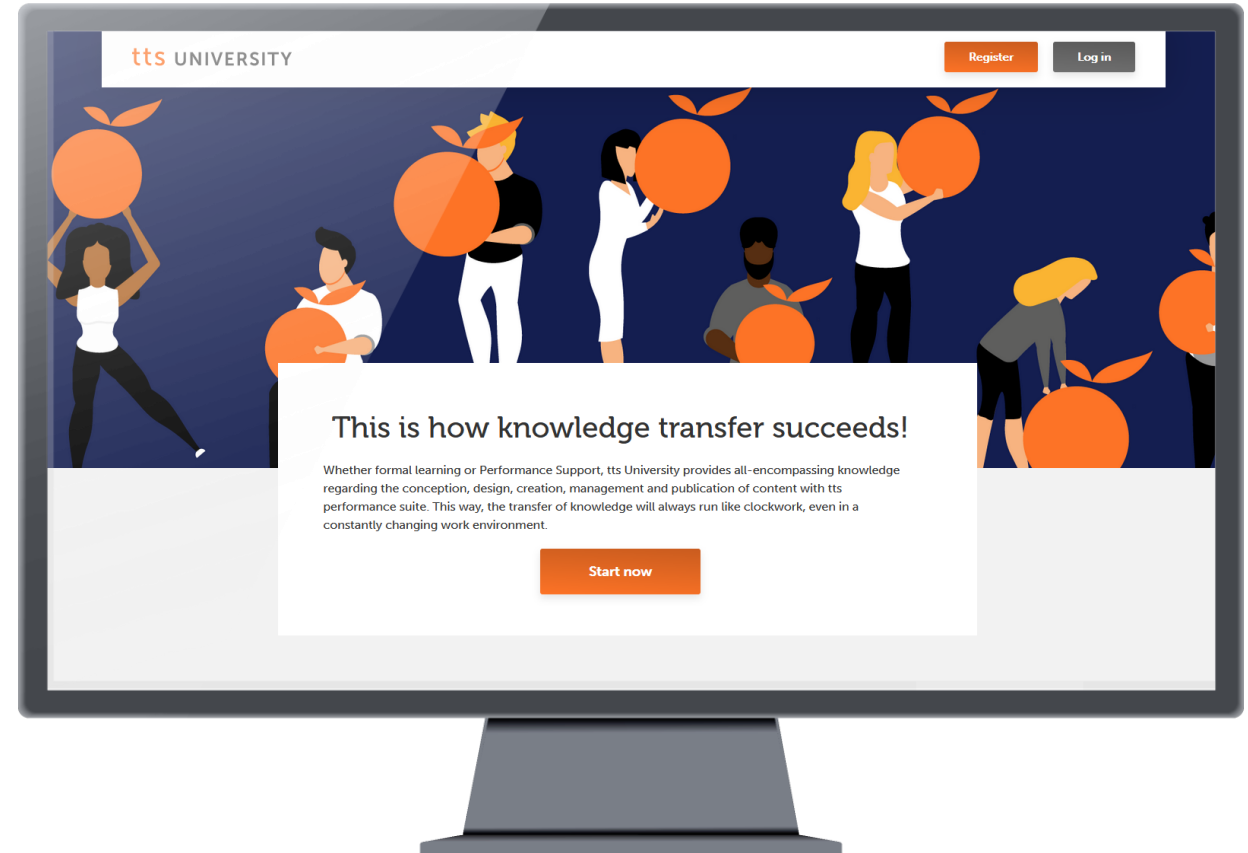 tts UNIVERSITY
Register
Log in
This is how knowledge transfer succeeds!
Whether formal learning or Performance Support, tts University provides all-encompassing knowledge
regarding the conception, design, creation, management and publication of content with tts
performance suite. This way, the transfer of knowledge will always run like clockwork, even in a
constantly changing work environment.
Start now